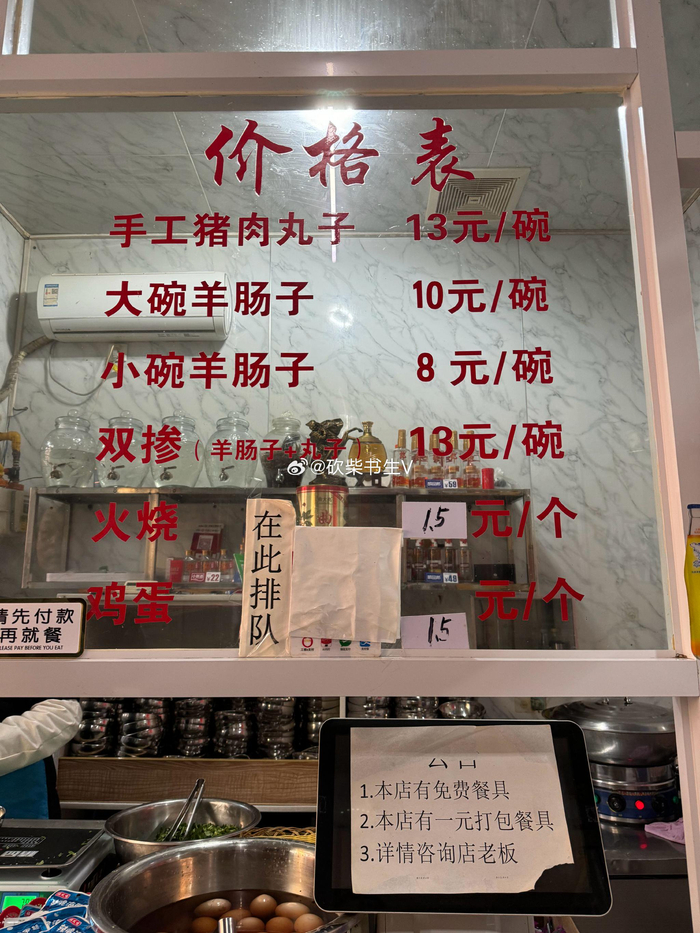 价格表
手工猪肉丸子 13元/碗
大碗羊肠子 10元/碗
小碗羊肠子 8元/碗
双掺（羊肠子+丸子 13元/碗
@砍柴书生V
火烧 1.5元/个
鸡蛋 1.5元/个
在此排队
请先付款
再就餐
PLEASE PAY BEFORE YOU EAT
¥59
¥22
¥49
1.本店有免费餐具
2.本店有一元打包餐具
3.详情咨询店老板